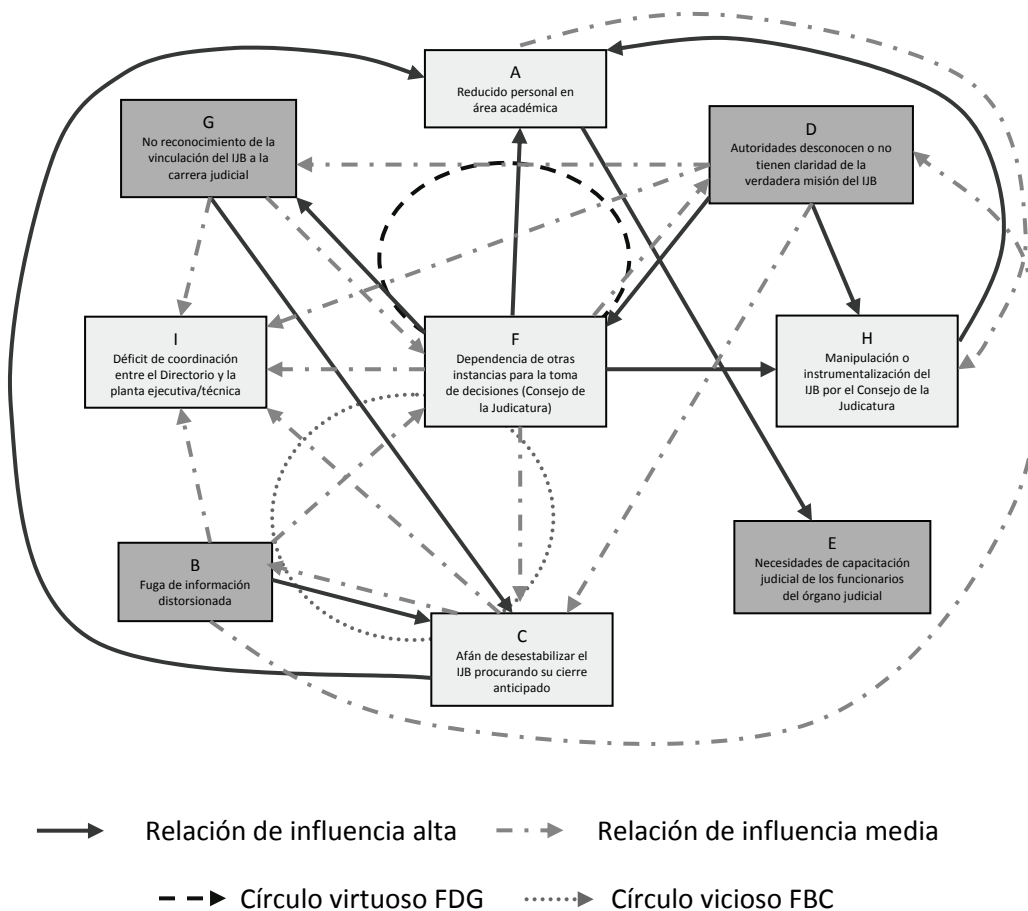 A
Reducido personal en
área académica
G
No reconocimiento de la
vinculación del IJB a la
carrera judicial
D
Autoridades desconocen o no
tienen claridad de la
verdadera misión del IJB
I
Déficit de coordinación
entre el Directorio y la
planta ejecutiva/técnica
F
Dependencia de otras
instancias para la toma
de decisiones (Consejo de
la Judicatura)
H
Manipulación o
instrumentalización del
IJB por el Consejo de la
Judicatura
B
Fuga de información
distorsionada
E
Necesidades de capacitación
judicial de los funcionarios
del órgano judicial
C
Afán de desestabilizar el
IJB procurando su cierre
anticipado
Relación de influencia alta
Relación de influencia media
Círculo virtuoso FDG
Círculo vicioso FBC